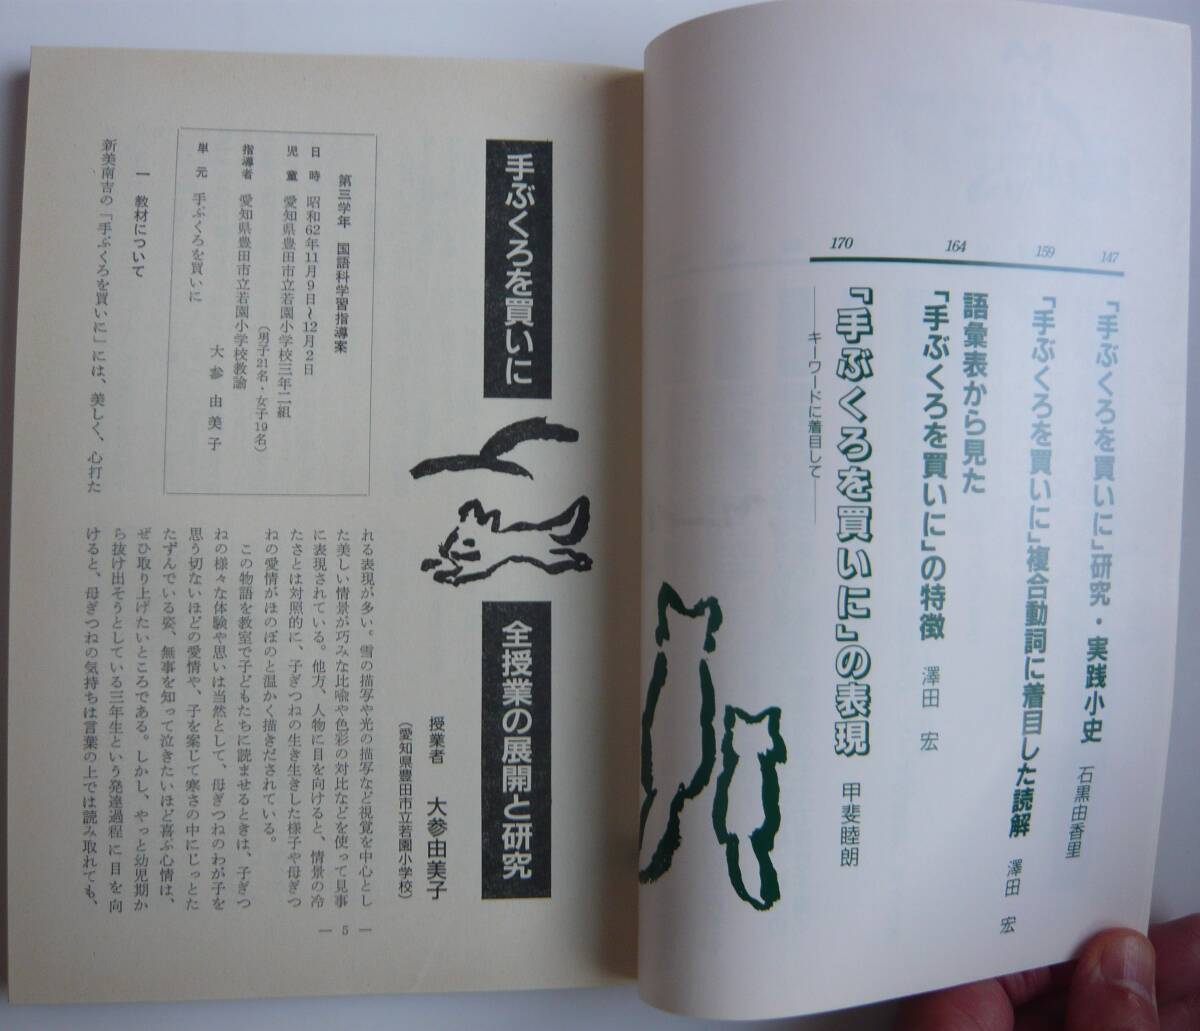 147
「手ぶくろを買いに」研究・実践小史 石黒由香里
159
「手ぶくろを買いに」複合動詞に着目した読解 澤田 宏
164
語彙表から見た
「手ぶくろを買いに」の特徴 澤田 宏
170
『手ぶくろを買いに』の表現 甲斐睦朗
――キーワードに着目して――
手ぶくろを買いに
全授業の展開と研究
授業者 大参由美子
(愛知県豊田市立若園小学校)
第三学年 国語科学習指導案
日時 昭和62年11月9日〜12月2日
児童 愛知県豊田市立若園小学校三年二組
(男子21名・女子19名)
指導者 愛知県豊田市立若園小学校教諭
大参由美子
単元 手ぶくろを買いに
一 教材について
新美南吉の「手ぶくろを買いに」には、美しく、心打た
れる表現が多い。雪の描写や光の描写など視覚を中心とし
た美しい情景が巧みな比喩や色彩の対比などを使って見事
に表現されている。他方、人物に目を向けると、情景の冷
たさとは対照的に、子ぎつねの生き生きした様子や母ぎつ
ねの愛情がほのぼのと温かく描きだされている。
この物語を教室で子どもたちに読ませるときは、子ぎつ
ねの様々な体験や思いは当然として、母ぎつねのわが子を
思う切ないほどの愛情や、子を案じて寒さの中にじっとた
たずんでいる姿、無事を知って泣きたいほど喜ぶ心情は、
ぜひ取り上げたいところである。しかし、やっと幼児期か
ら抜け出そうとしている三年生という発達過程に目を向
けると、母ぎつねの気持ちは言葉の上では読み取れても、
― 5 ―